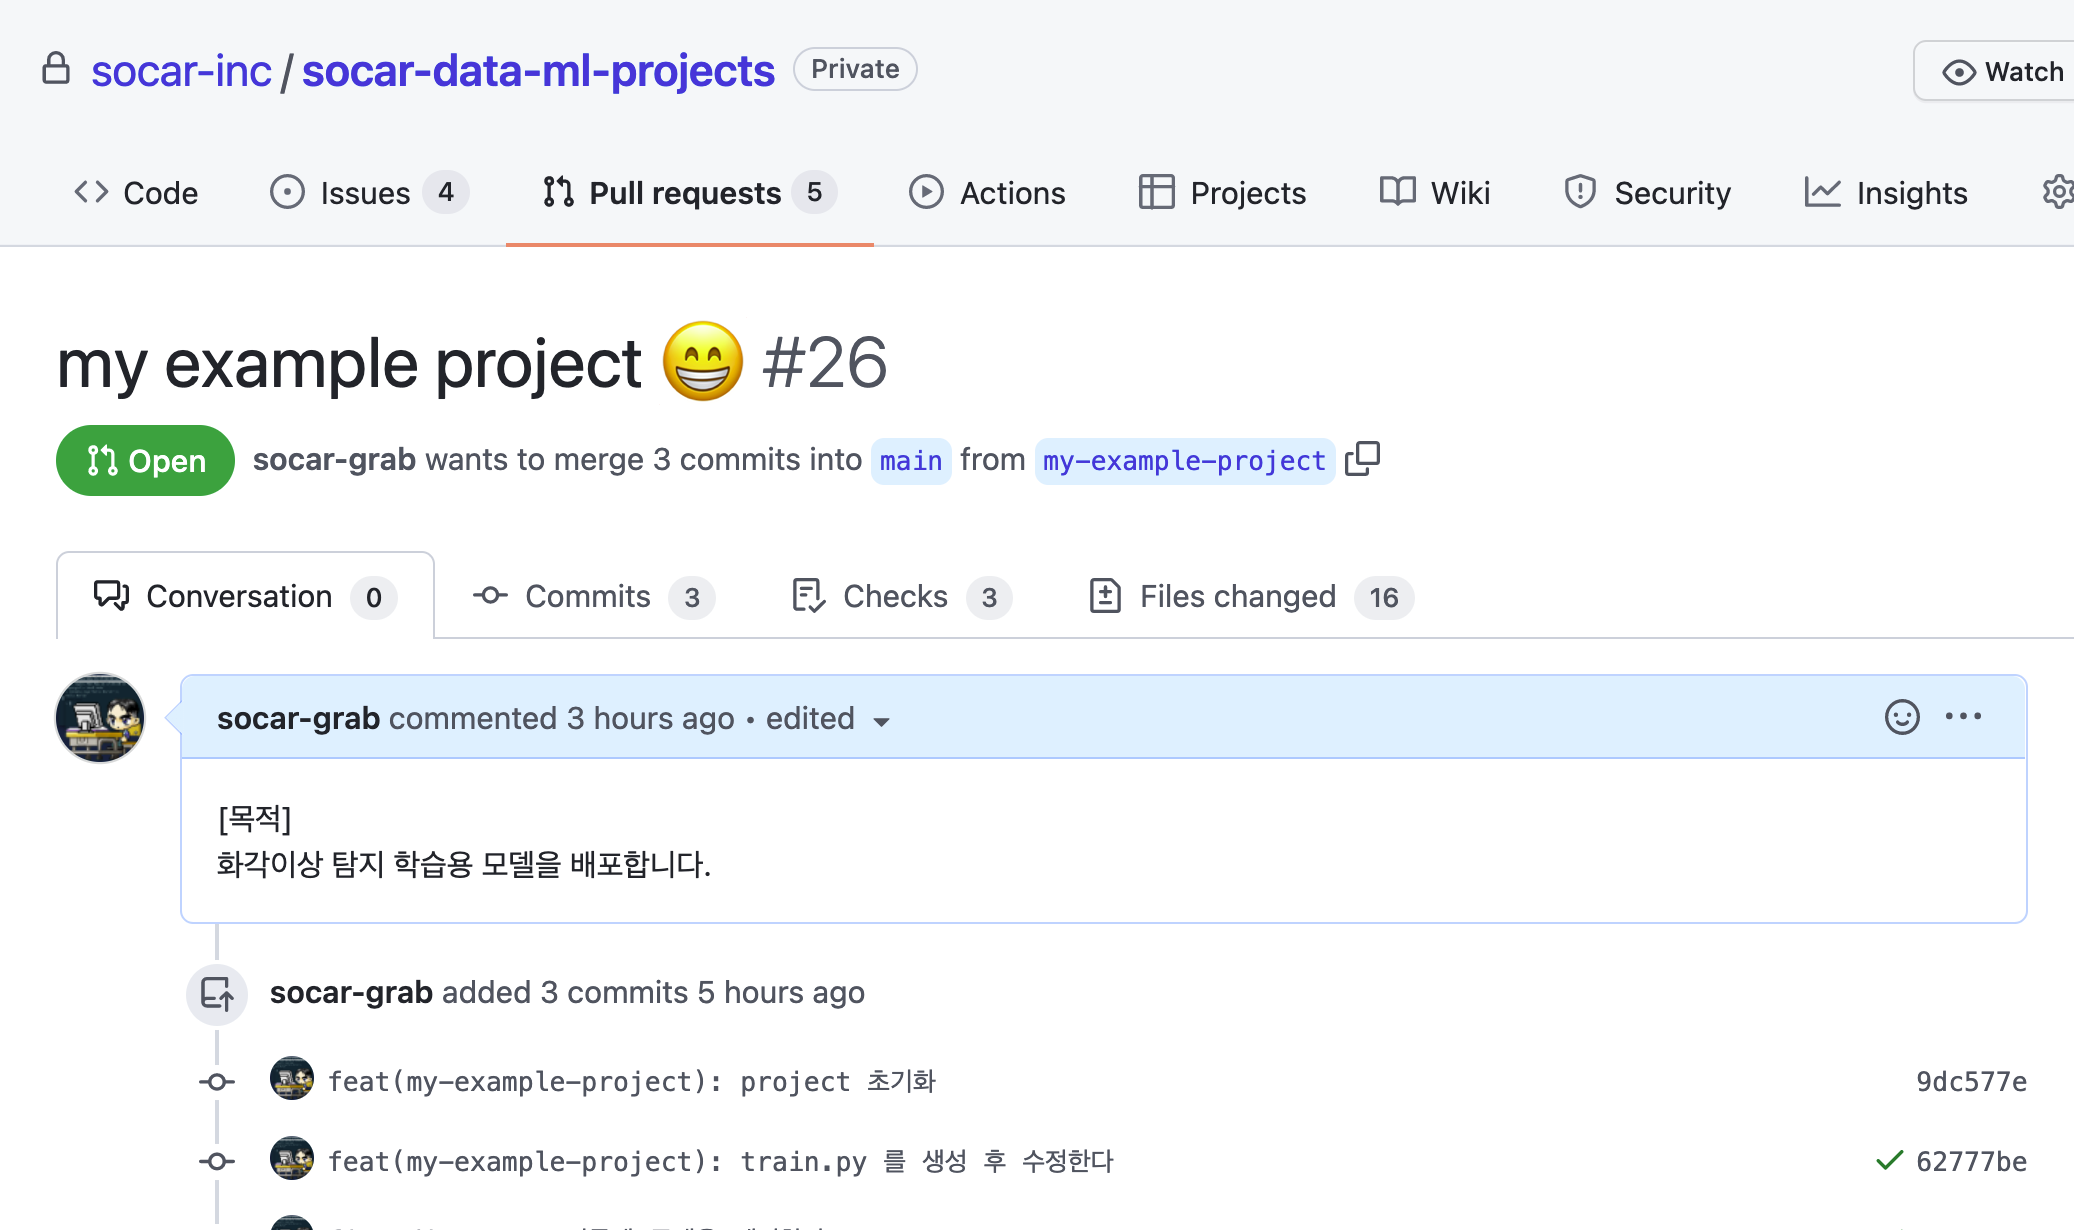 socar-inc / socar-data-ml-projects Private Watch
Code Issues 4 Pull requests 5 Actions Projects Wiki Security Insights
my example project 😁 #26
Open socar-grab wants to merge 3 commits into main from my-example-project
Conversation 0 Commits 3 Checks 3 Files changed 16
socar-grab commented 3 hours ago • edited
[목적]
화각이상 탐지 학습용 모델을 배포합니다.
socar-grab added 3 commits 5 hours ago
feat(my-example-project): project 초기화 9dc577e
feat(my-example-project): train.py 를 생성 후 수정한다 62777be